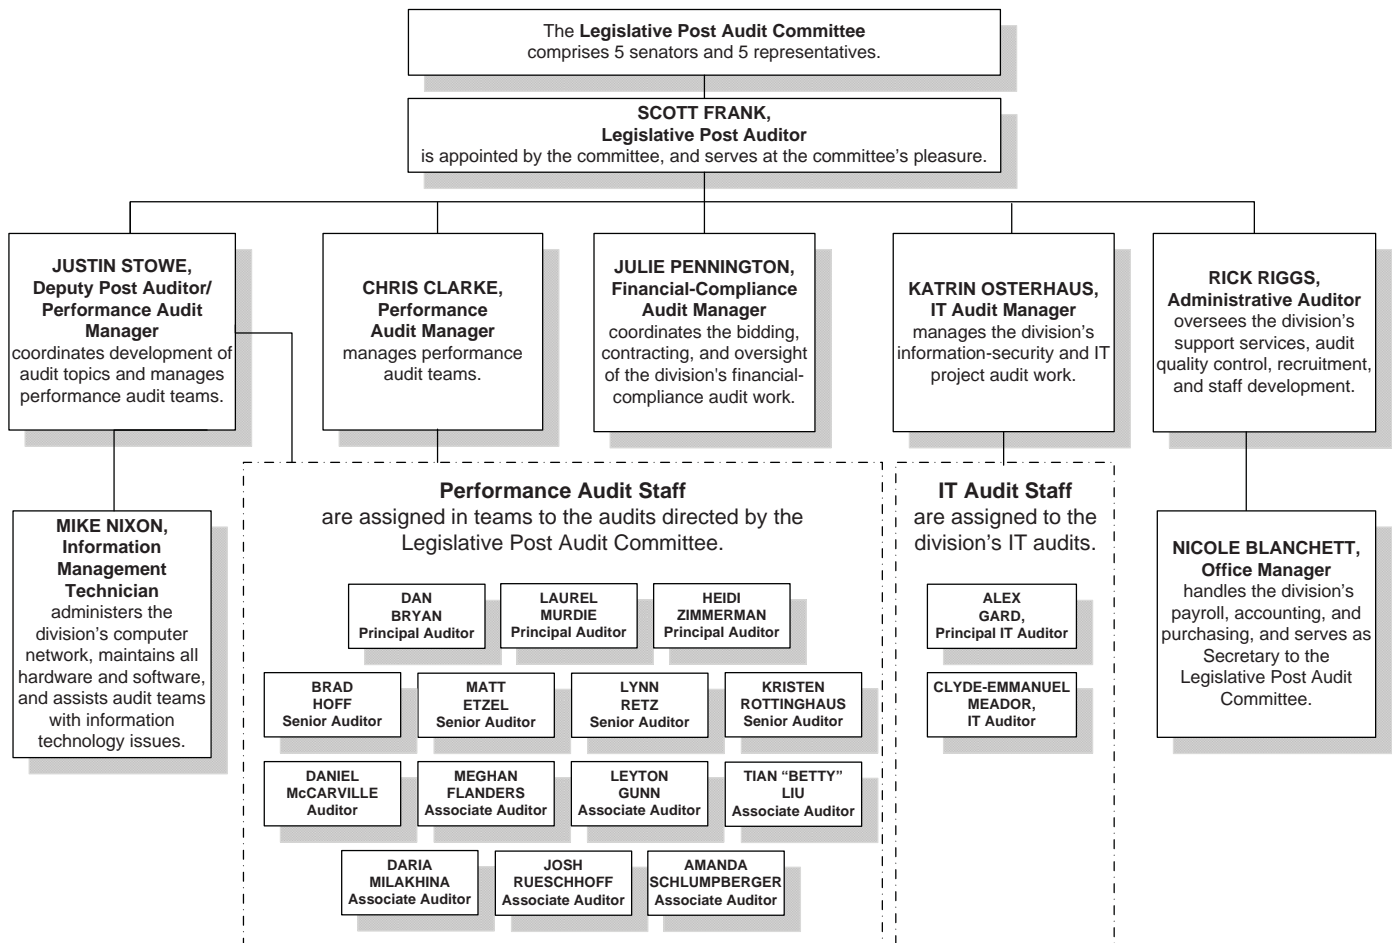 The Legislative Post Audit Committee
comprises 5 senators and 5 representatives.
SCOTT FRANK,
Legislative Post Auditor
is appointed by the committee, and serves at the committee's pleasure.
JUSTIN STOWE,
Deputy Post Auditor/
Performance Audit
Manager
coordinates development of
audit topics and manages
performance audit teams.
CHRIS CLARKE,
Performance
Audit Manager
manages performance
audit teams.
JULIE PENNINGTON,
Financial-Compliance
Audit Manager
coordinates the bidding,
contracting, and oversight
of the division's financial-
compliance audit work.
KATRIN OSTERHAUS,
IT Audit Manager
manages the division's
information-security and IT
project audit work.
RICK RIGGS,
Administrative Auditor
oversees the division's
support services, audit
quality control, recruitment,
and staff development.
MIKE NIXON,
Information
Management
Technician
administers the
division's computer
network, maintains all
hardware and software,
and assists audit teams
with information
technology issues.
Performance Audit Staff
are assigned in teams to the audits directed by the
Legislative Post Audit Committee.
DAN
BRYAN
Principal Auditor
LAUREL
MURDIE
Principal Auditor
HEIDI
ZIMMERMAN
Principal Auditor
BRAD
HOFF
Senior Auditor
MATT
ETZEL
Senior Auditor
LYNN
RETZ
Senior Auditor
KRISTEN
ROTTINGHAUS
Senior Auditor
DANIEL
McCARVILLE
Auditor
MEGHAN
FLANDERS
Associate Auditor
LEYTON
GUNN
Associate Auditor
TIAN “BETTY”
LIU
Associate Auditor
DARIA
MILAKHINA
Associate Auditor
JOSH
RUESCHHOFF
Associate Auditor
AMANDA
SCHLUMPBERGER
Associate Auditor
IT Audit Staff
are assigned to the
division's IT audits.
ALEX
GARD,
Principal IT Auditor
CLYDE-EMMANUEL
MEADOR,
IT Auditor
NICOLE BLANCHETT,
Office Manager
handles the division's
payroll, accounting, and
purchasing, and serves as
Secretary to the
Legislative Post Audit
Committee.